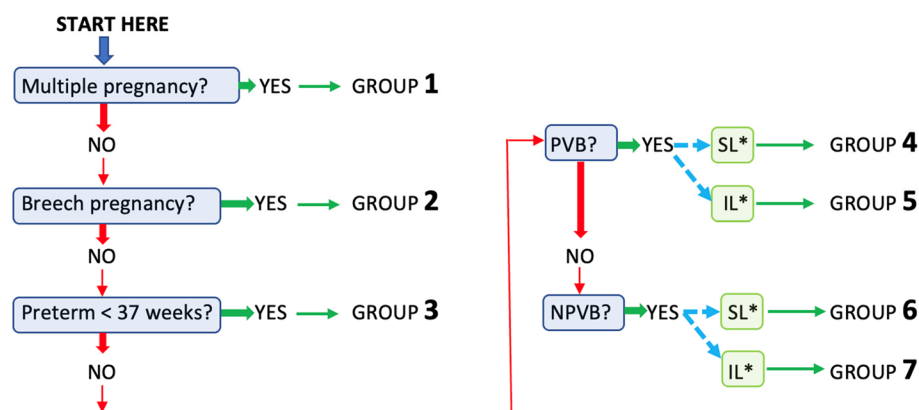 START HERE
Multiple pregnancy? YES GROUP 1
NO
Breech pregnancy? YES GROUP 2
NO
Preterm < 37 weeks? YES GROUP 3
NO
PVB? YES SL* GROUP 4
IL* GROUP 5
NO
NPVB? YES SL* GROUP 6
IL* GROUP 7